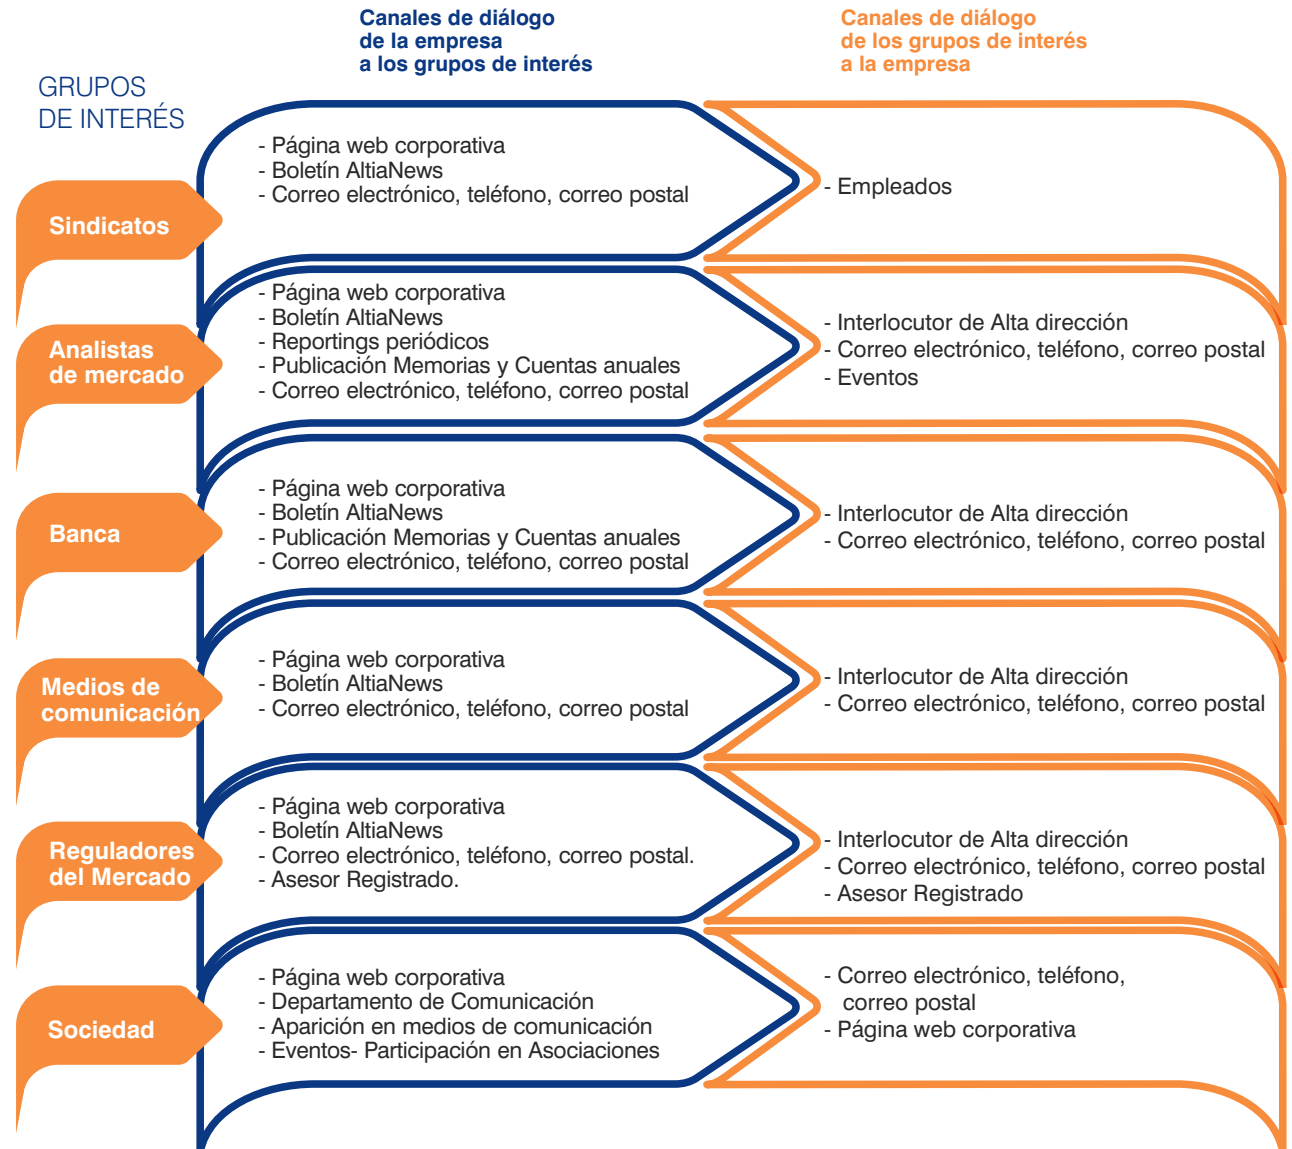 Canales de diálogo
de la empresa
a los grupos de interés
Canales de diálogo
de los grupos de interés
a la empresa
GRUPOS
DE INTERÉS
Sindicatos
- Página web corporativa
- Boletín AltiaNews
- Correo electrónico, teléfono, correo postal
- Empleados
Analistas
de mercado
- Página web corporativa
- Boletín AltiaNews
- Reportings periódicos
- Publicación Memorias y Cuentas anuales
- Correo electrónico, teléfono, correo postal
- Interlocutor de Alta dirección
- Correo electrónico, teléfono, correo postal
- Eventos
Banca
- Página web corporativa
- Boletín AltiaNews
- Publicación Memorias y Cuentas anuales
- Correo electrónico, teléfono, correo postal
- Interlocutor de Alta dirección
- Correo electrónico, teléfono, correo postal
Medios de
comunicación
- Página web corporativa
- Boletín AltiaNews
- Correo electrónico, teléfono, correo postal
- Interlocutor de Alta dirección
- Correo electrónico, teléfono, correo postal
Reguladores
del Mercado
- Página web corporativa
- Boletín AltiaNews
- Correo electrónico, teléfono, correo postal.
- Asesor Registrado.
- Interlocutor de Alta dirección
- Correo electrónico, teléfono, correo postal
- Asesor Registrado
Sociedad
- Página web corporativa
- Departamento de Comunicación
- Aparición en medios de comunicación
- Eventos- Participación en Asociaciones
- Correo electrónico, teléfono,
correo postal
- Página web corporativa